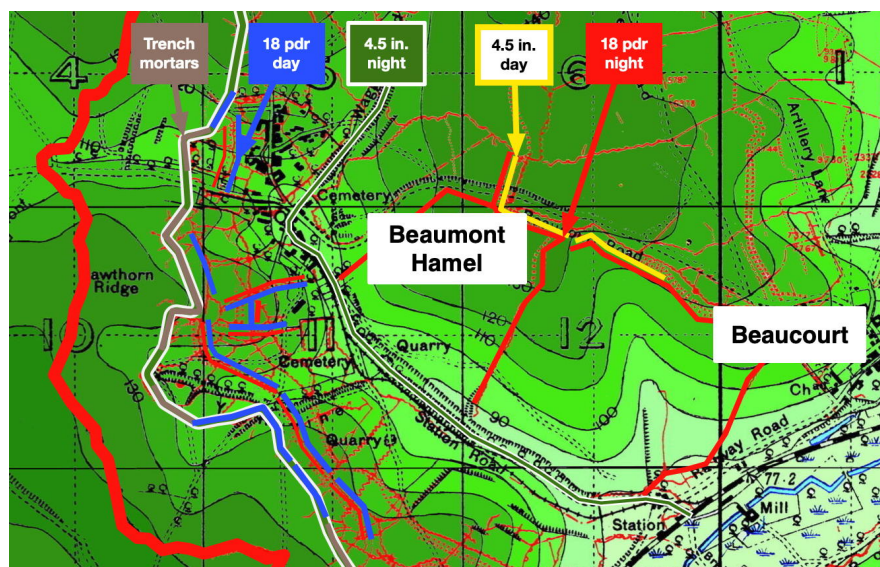 Trench
mortars
18 pdr
day
4.5 in.
night
4.5 in.
day
18 pdr
night
4
6
1
Artillery
Lane
Cemetery
Beaumont
Hamel
Road
awthorn
Ridge
120
110
10
11
12
Beaucourt
Quarry
Cemetery
130
90
100
Quarry
Station Road
Railway Road
77.2
Station
Mill